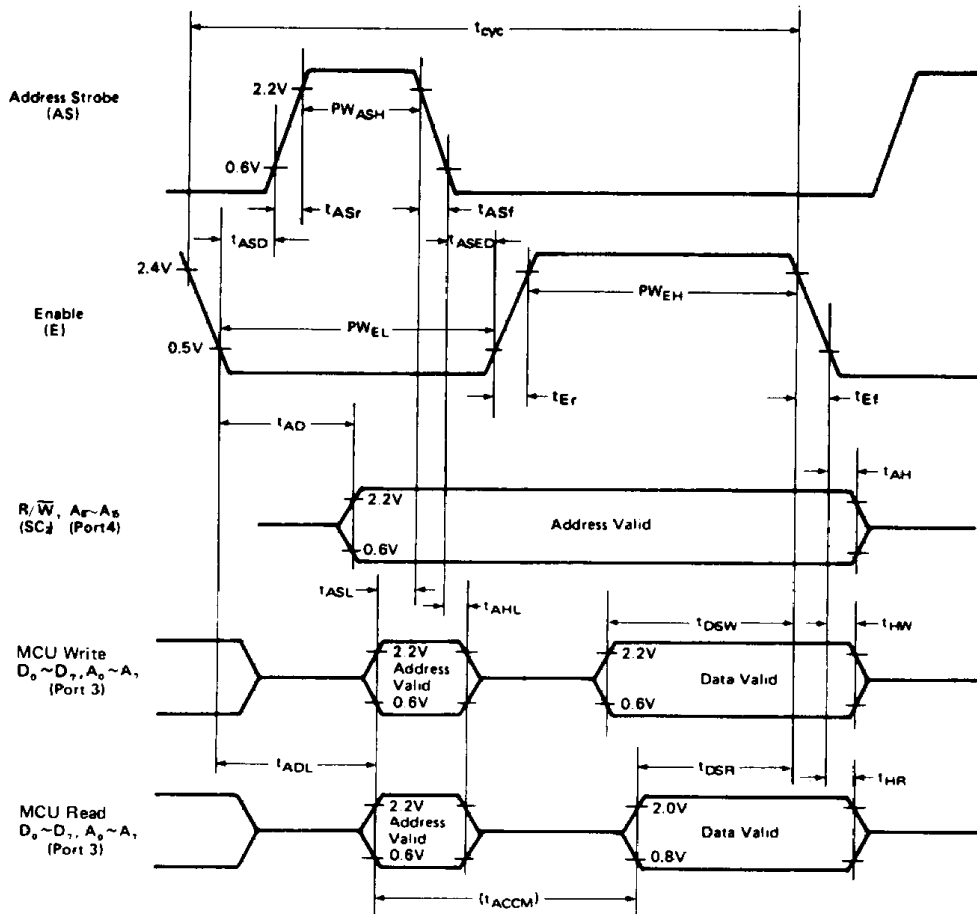 tcyc
Address Strobe
(AS)
2.2V
PWASH
0.6V
tASr
tASf
tASD
tASED
2.4V
Enable
(E)
0.5V
PWEL
PWEH
tEr
tEf
tAD
tAH
R/W̅, A8~A15
(SC2) (Port4)
2.2V
Address Valid
0.6V
tASL
tAHL
tDSW
tHW
MCU Write
D0~D7, A0~A7
(Port 3)
2.2V
Address
Valid
0.6V
2.2V
Data Valid
0.6V
tADL
tDSR
tHR
MCU Read
D0~D7, A0~A7
(Port 3)
2.2V
Address
Valid
0.6V
2.0V
Data Valid
0.8V
(tACCM)